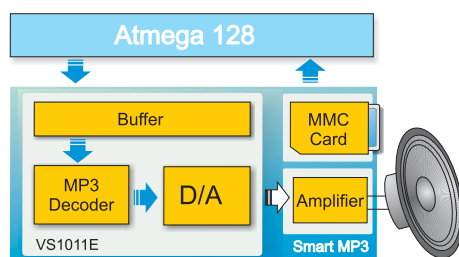 Atmega 128
Buffer
MMC
Card
MP3
Decoder
D/A
Amplifier
VS1011E
Smart MP3